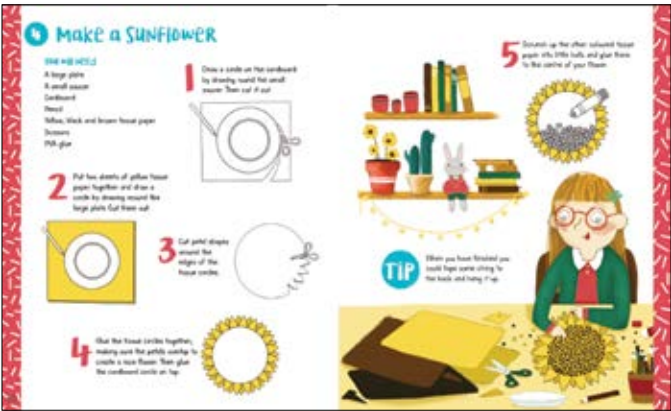 4 Make a SUNFLOWER
YOU WILL NEED
A large plate
A small saucer
Cardboard
Pencil
Yellow, black and brown tissue paper
Scissors
PVA glue
1 Draw a circle on the cardboard
by drawing round the small
saucer. Then cut it out.
2 Put two sheets of yellow tissue
paper together and draw a
circle by drawing around the
large plate. Cut them out.
3 Cut petal shapes
around the
edges of the
tissue circles.
4 Glue the tissue circles together,
making sure the petals overlap to
create a nice flower. Then glue
the cardboard circle on top.
5 Scrunch up the other coloured tissue
paper into little balls and glue them
to the centre of your flower.
TIP
When you have finished you
could tape some string to
the back and hang it up.